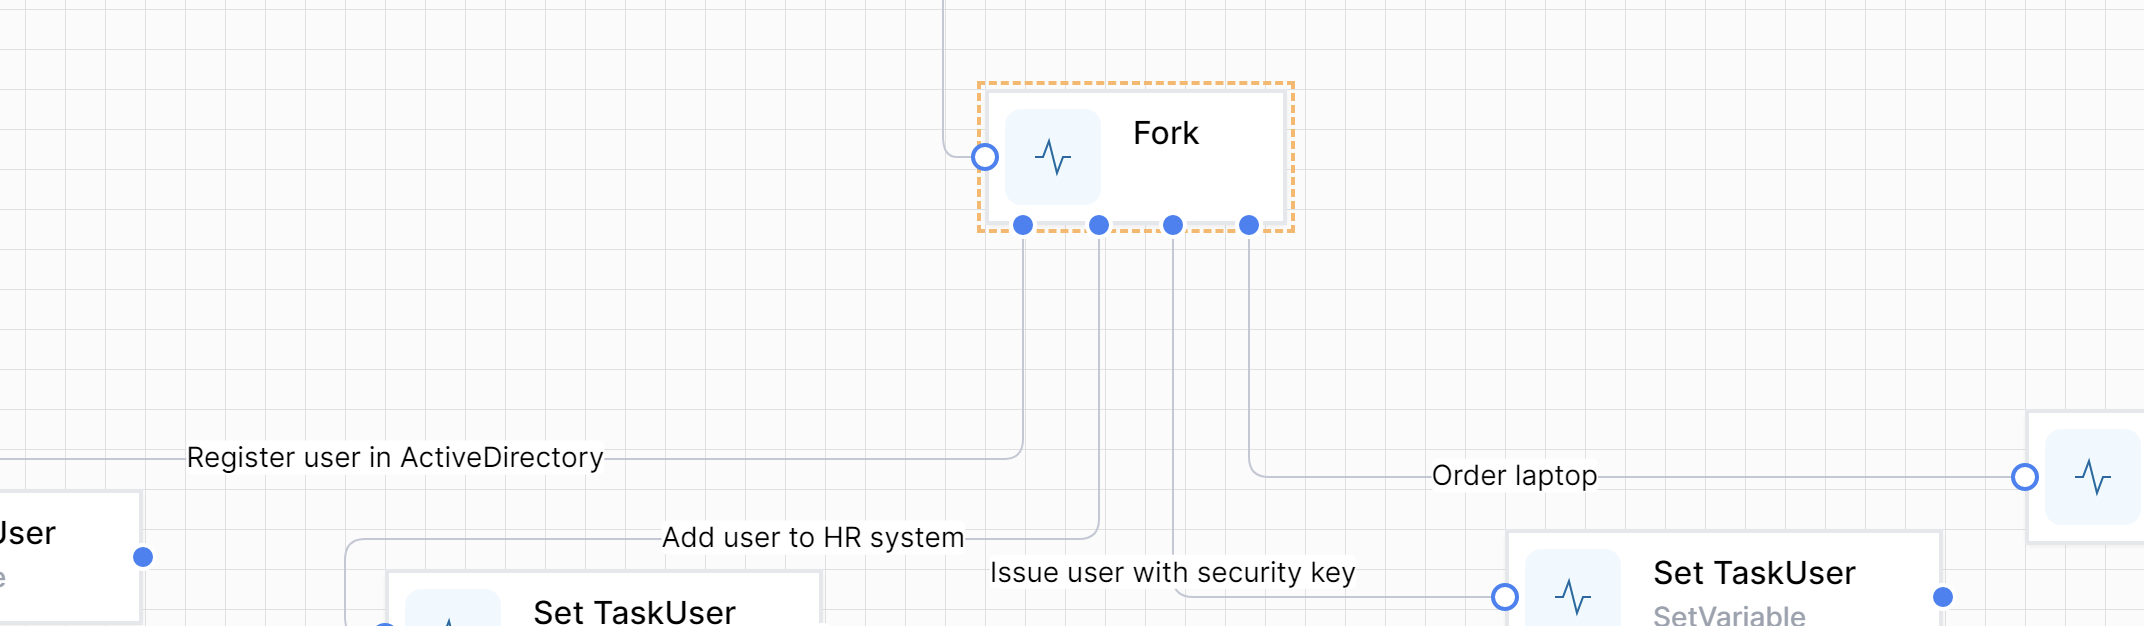 Fork
Register user in ActiveDirectory
Order laptop
User
Add user to HR system
Issue user with security key
Set TaskUser
SetVariable
Set TaskUser